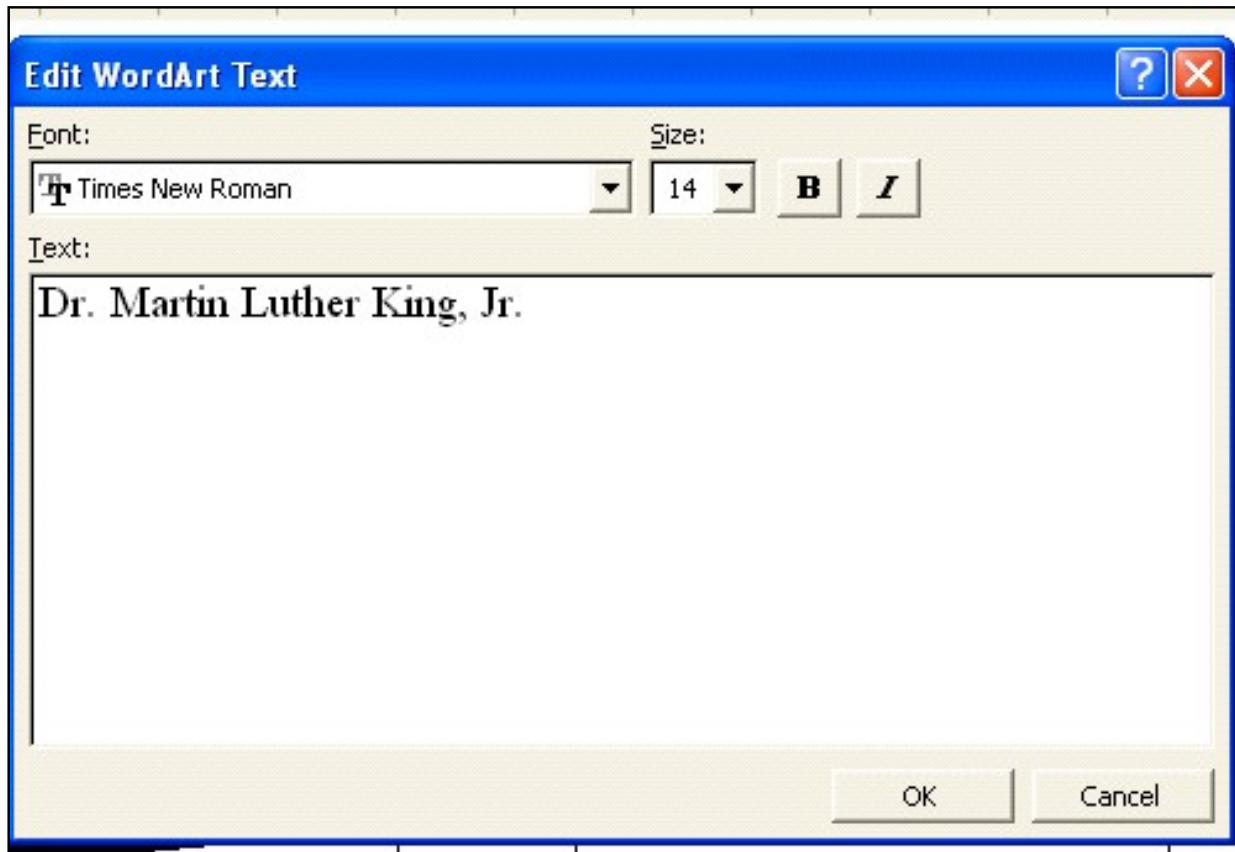 Edit WordArt Text
?
Font:
Size:
Times New Roman
14
B
I
Text:
Dr. Martin Luther King, Jr.
OK
Cancel